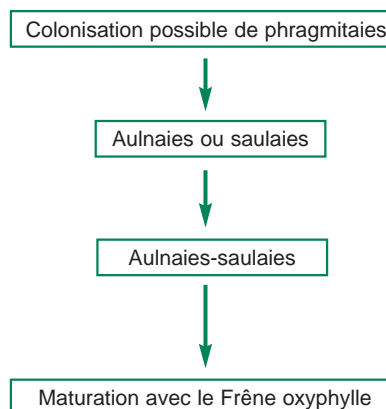 Colonisation possible de phragmitaies
Aulnaies ou saulaies
Aulnaies-saulaies
Maturation avec le Frêne oxyphylle